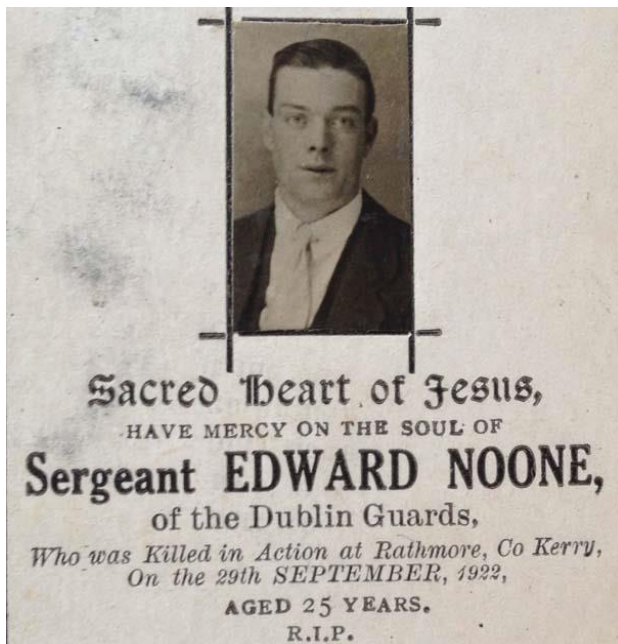 Sacred Heart of Jesus,
HAVE MERCY ON THE SOUL OF
Sergeant EDWARD NOONE,
of the Dublin Guards,
Who was Killed in Action at Rathmore, Co Kerry,
On the 29th SEPTEMBER, 1922,
AGED 25 YEARS.
R.I.P.